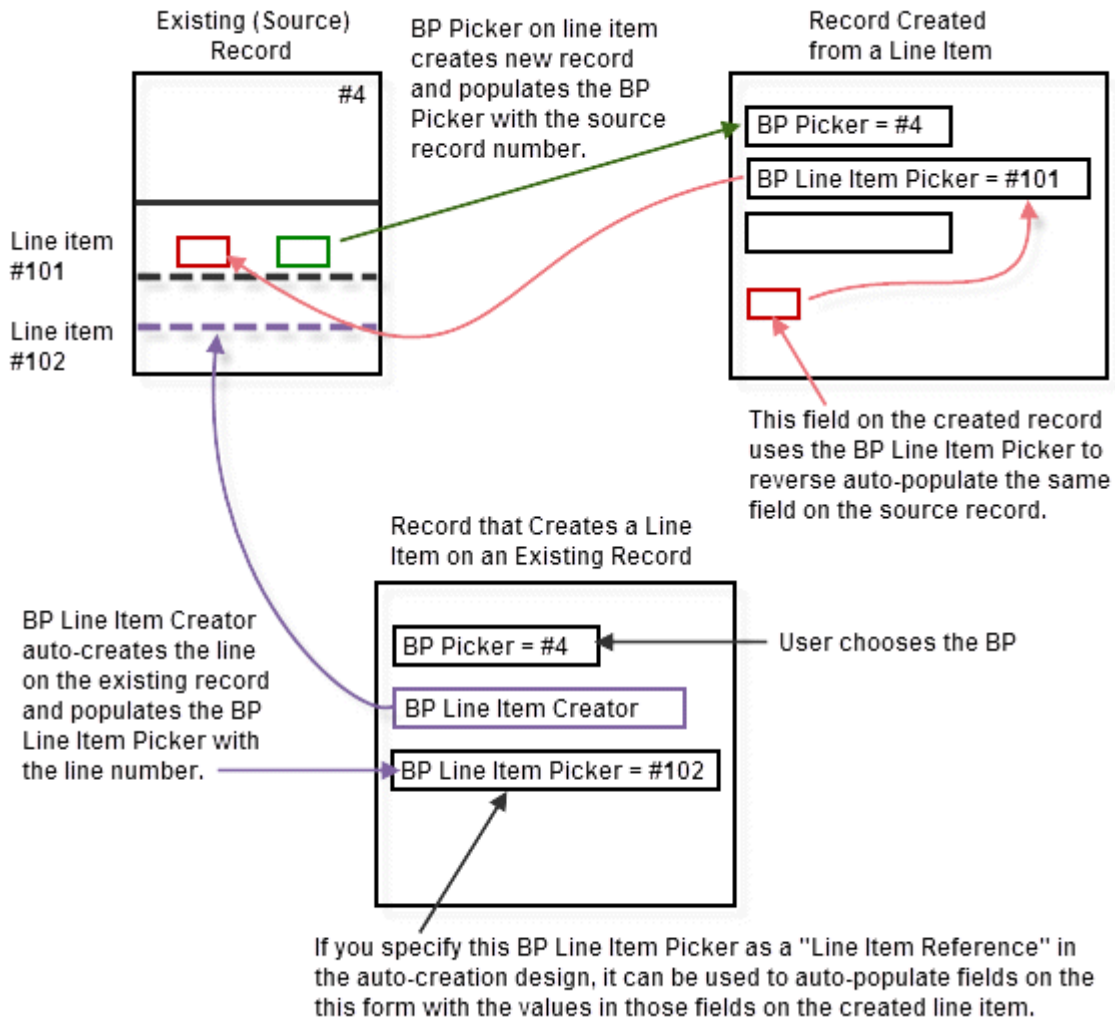 Existing (Source)
Record
#4
Line item
#101
Line item
#102
BP Picker on line item
creates new record
and populates the BP
Picker with the source
record number.
Record Created
from a Line Item
BP Picker = #4
BP Line Item Picker = #101
This field on the created record
uses the BP Line Item Picker to
reverse auto-populate the same
field on the source record.
Record that Creates a Line
Item on an Existing Record
BP Picker = #4
User chooses the BP
BP Line Item Creator
BP Line Item Picker = #102
BP Line Item Creator
auto-creates the line
on the existing record
and populates the BP
Line Item Picker with
the line number.
If you specify this BP Line Item Picker as a "Line Item Reference" in
the auto-creation design, it can be used to auto-populate fields on the
this form with the values in those fields on the created line item.